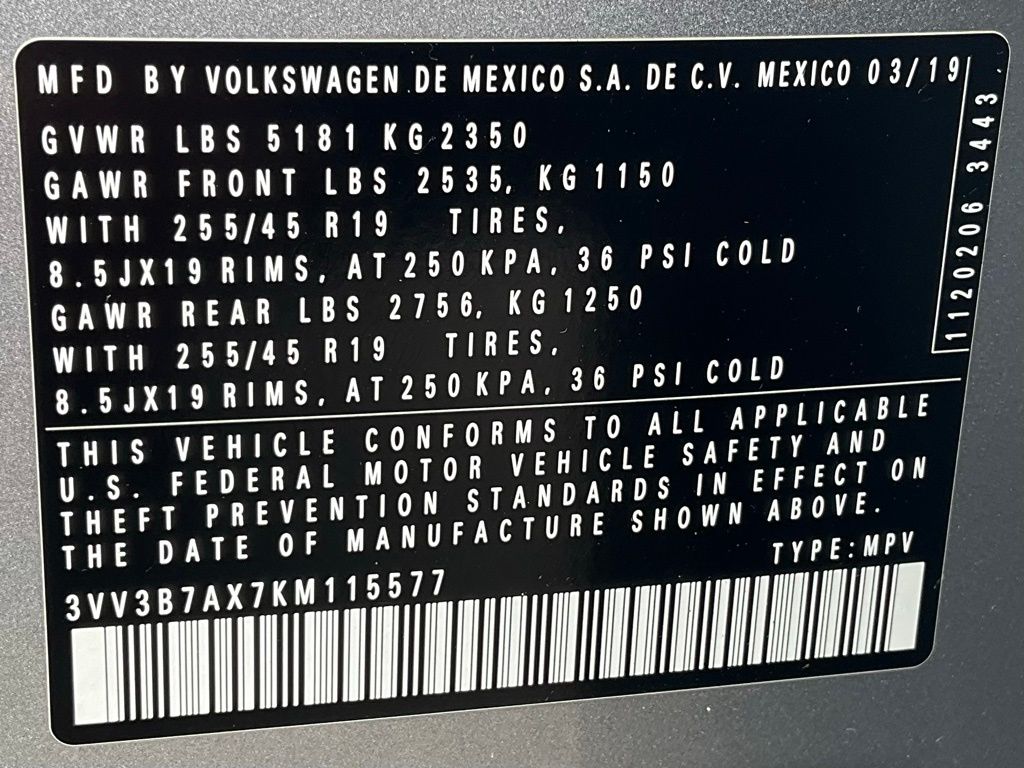 MFD BY VOLKSWAGEN DE MEXICO S.A. DE C.V. MEXICO 03/19
GVWR LBS 5181 KG 2350
GAWR FRONT LBS 2535, KG 1150
WITH 255/45 R19 TIRES,
8.5JX19 RIMS, AT 250 KPA, 36 PSI COLD
GAWR REAR LBS 2756, KG 1250
WITH 255/45 R19 TIRES,
8.5JX19 RIMS, AT 250 KPA, 36 PSI COLD
1120206 3443
THIS VEHICLE CONFORMS TO ALL APPLICABLE
U.S. FEDERAL MOTOR VEHICLE SAFETY AND
THEFT PREVENTION STANDARDS IN EFFECT ON
THE DATE OF MANUFACTURE SHOWN ABOVE.
TYPE:MPV
3VV3B7AX7KM115577